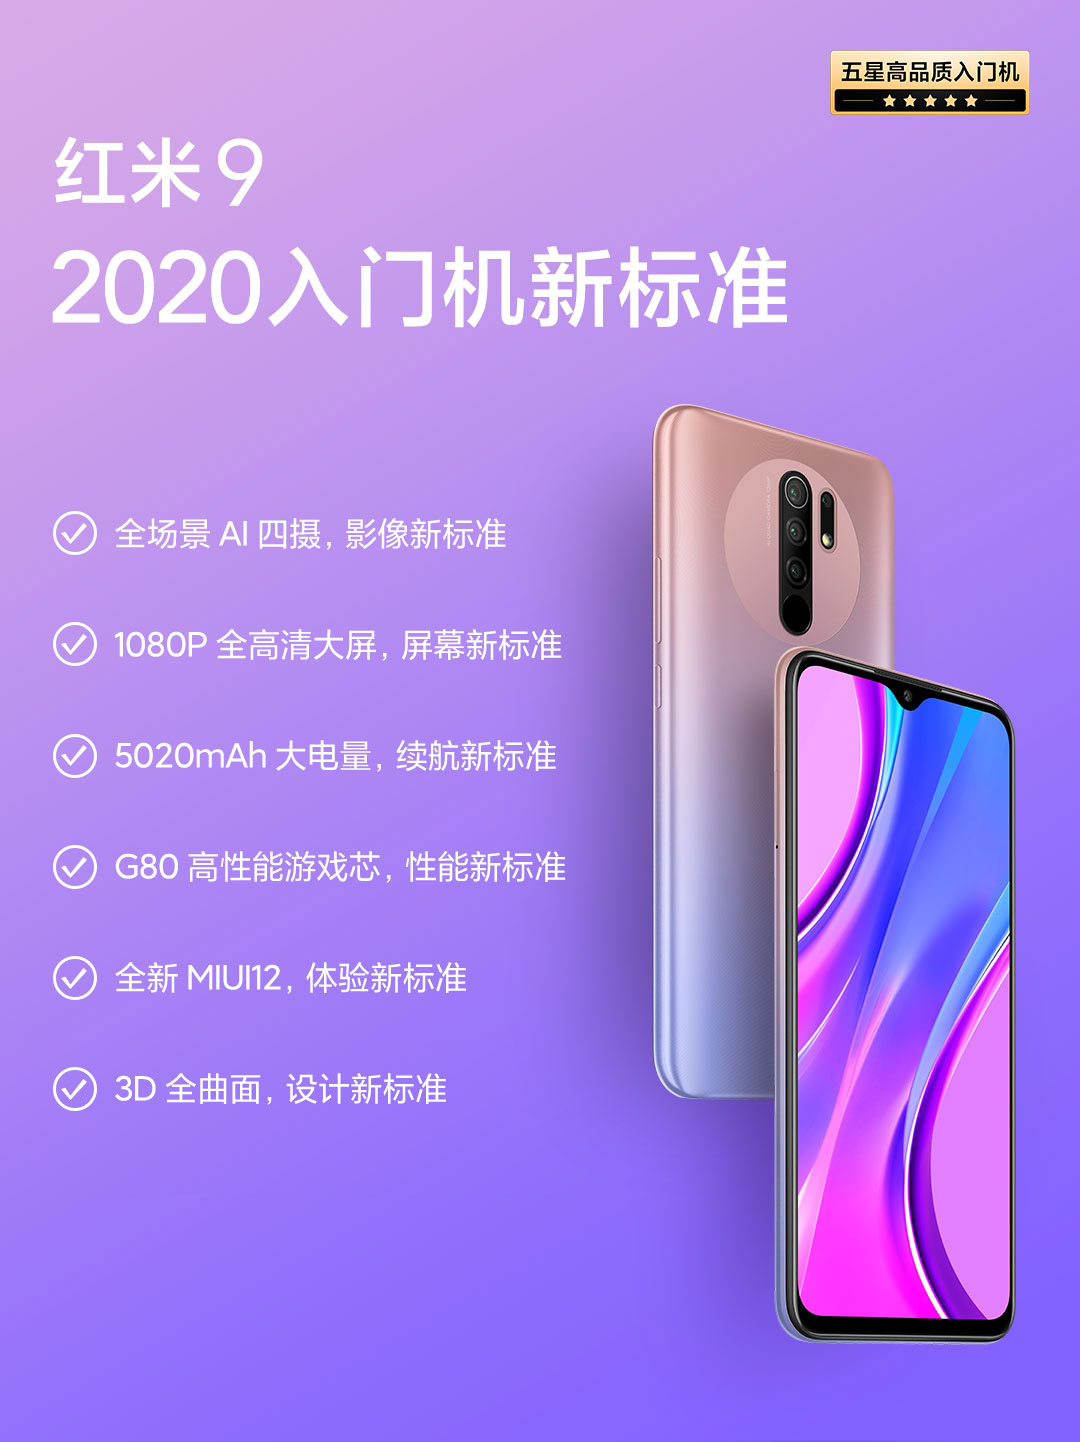 五星高品质入门机
红米9
2020入门机新标准
全场景 AI 四摄，影像新标准
1080P 全高清大屏，屏幕新标准
5020mAh 大电量，续航新标准
G80 高性能游戏芯，性能新标准
全新 MIUI12，体验新标准
3D 全曲面，设计新标准